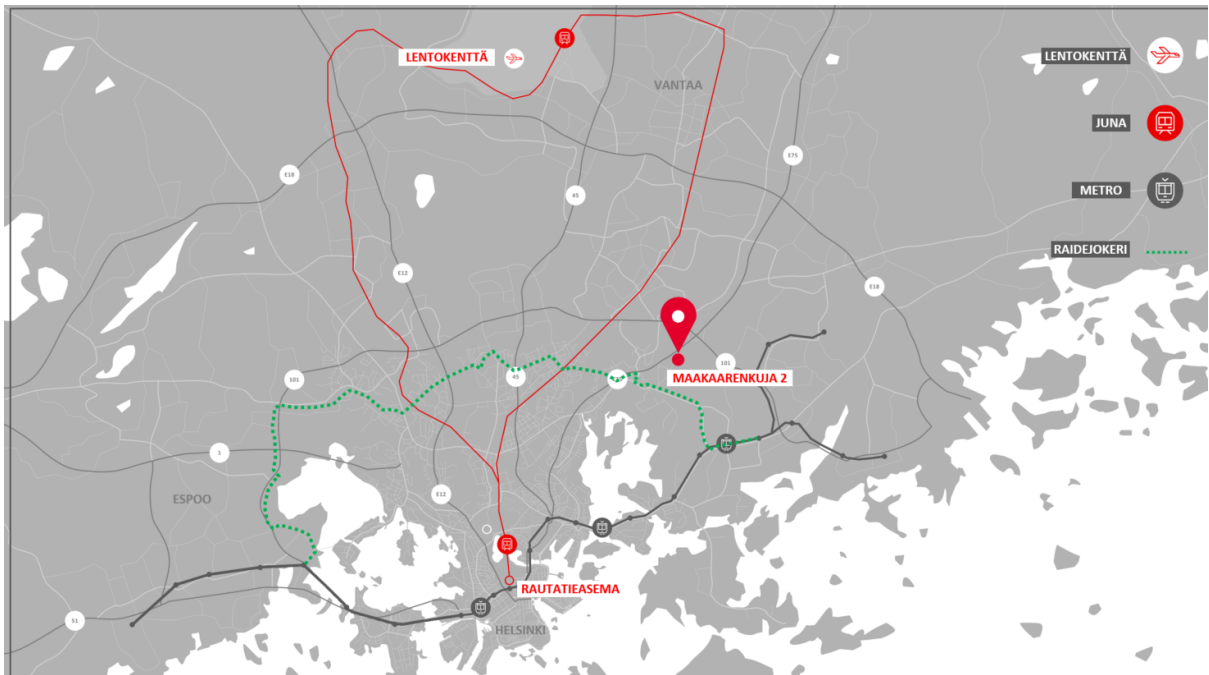 LENTOKENTTÄ
VANTAA
LENTOKENTTÄ
JUNA
E75
E18
45
METRO
RAIDEJOKERI
E12
E18
101
101
45
MAAKAARENKUJA 2
1
ESPOO
E12
RAUTATIEASEMA
51
HELSINKI